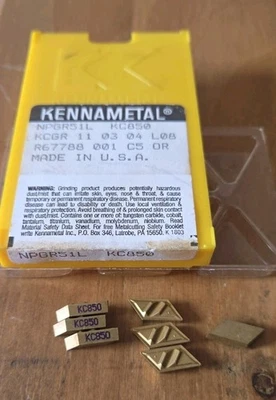 KENNAMETAL®
NPGR51L KC850
KCGR 11 03 04 L08
R67788 001 C5 OR
MADE IN U.S.A.
WARNING: Grinding product produces potentially hazardous
dust/mist that can irritate skin, eyes, nose & throat, & cause
temporary or permanent respiratory disease. Permanent respiratory
disease can lead to disability or death. Use local ventilation &
respiratory protection. Avoid breathing of & prolonged skin contact
with dust/mist. Contains one or more of: tungsten carbide, cobalt,
tantalum, titanium, vanadium, molybdenum, niobium. Read
Material Safety Data Sheet. For free Metalcutting Safety Booklet
write Kennametal Inc., P.O. Box 346, Latrobe, PA 15650. K 1803
NPGR51L KC850
KC850
KC850
KC850